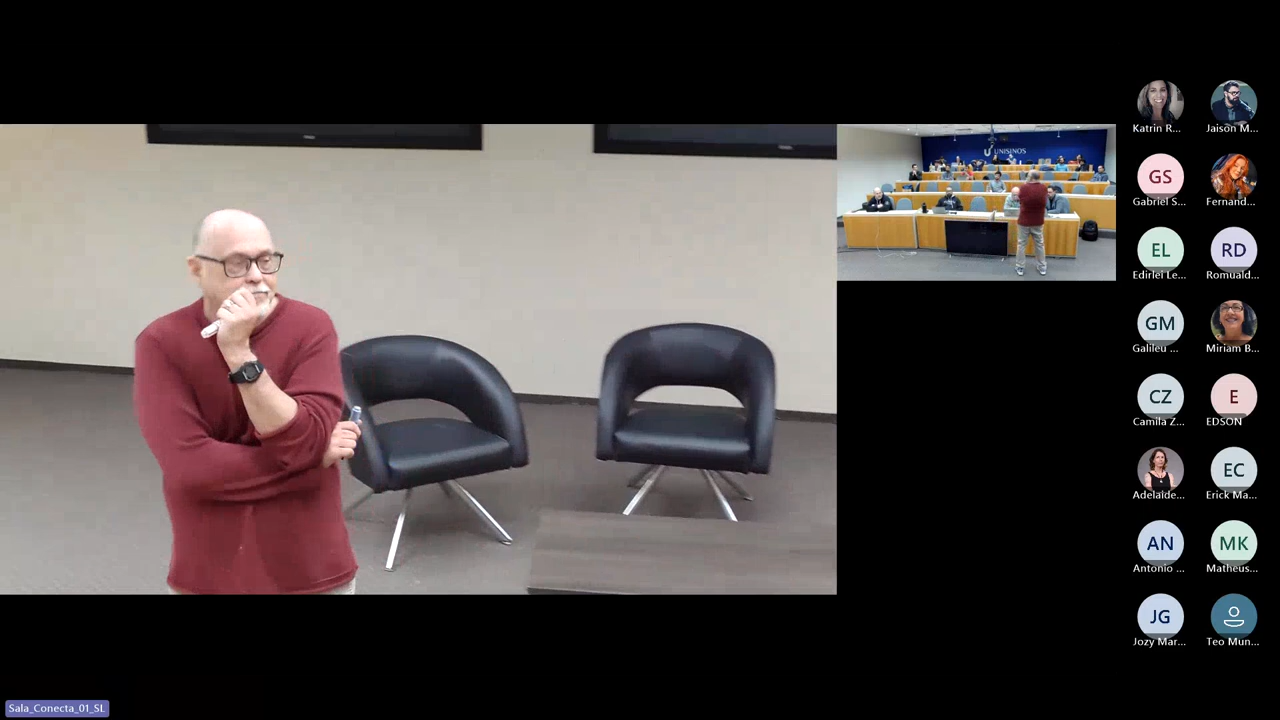 UNISINOS
Katrin R...
Jaison M...
GS
Gabriel S...
Fernand...
EL
Edirlei Le...
RD
Romuald...
GM
Galileu ...
Miriam B...
CZ
Camila Z...
E
EDSON
Adelaide...
EC
Erick Ma...
AN
Antonio ...
MK
Matheus...
JG
Jozy Mar...
Teo Mun...
Sala_Conecta_01_SL